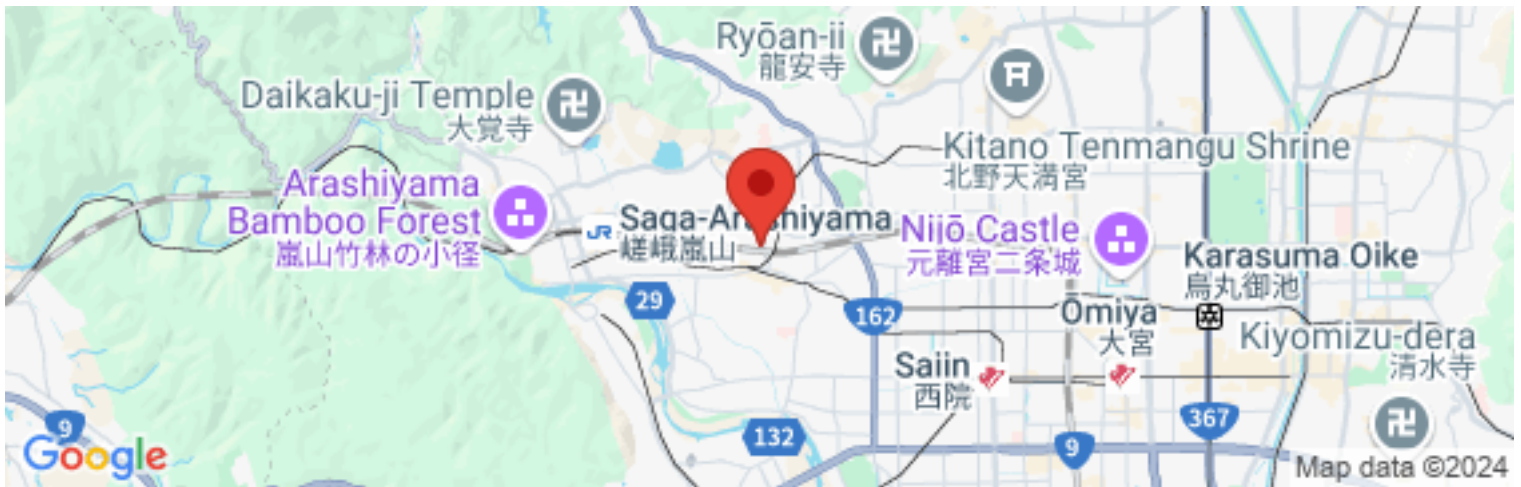 Ryōan-ji
龍安寺
Daikaku-ji Temple
大覚寺
Kitano Tenmangu Shrine
北野天満宮
Arashiyama
Bamboo Forest
嵐山竹林の小径
JR
Saga-Arashiyama
嵯峨嵐山
Nijō Castle
元離宮二条城
Karasuma Oike
烏丸御池
29
162
Ōmiya
大宮
Kiyomizu-dera
清水寺
Saiin
西院
9
132
9
367
Google
Map data ©2024